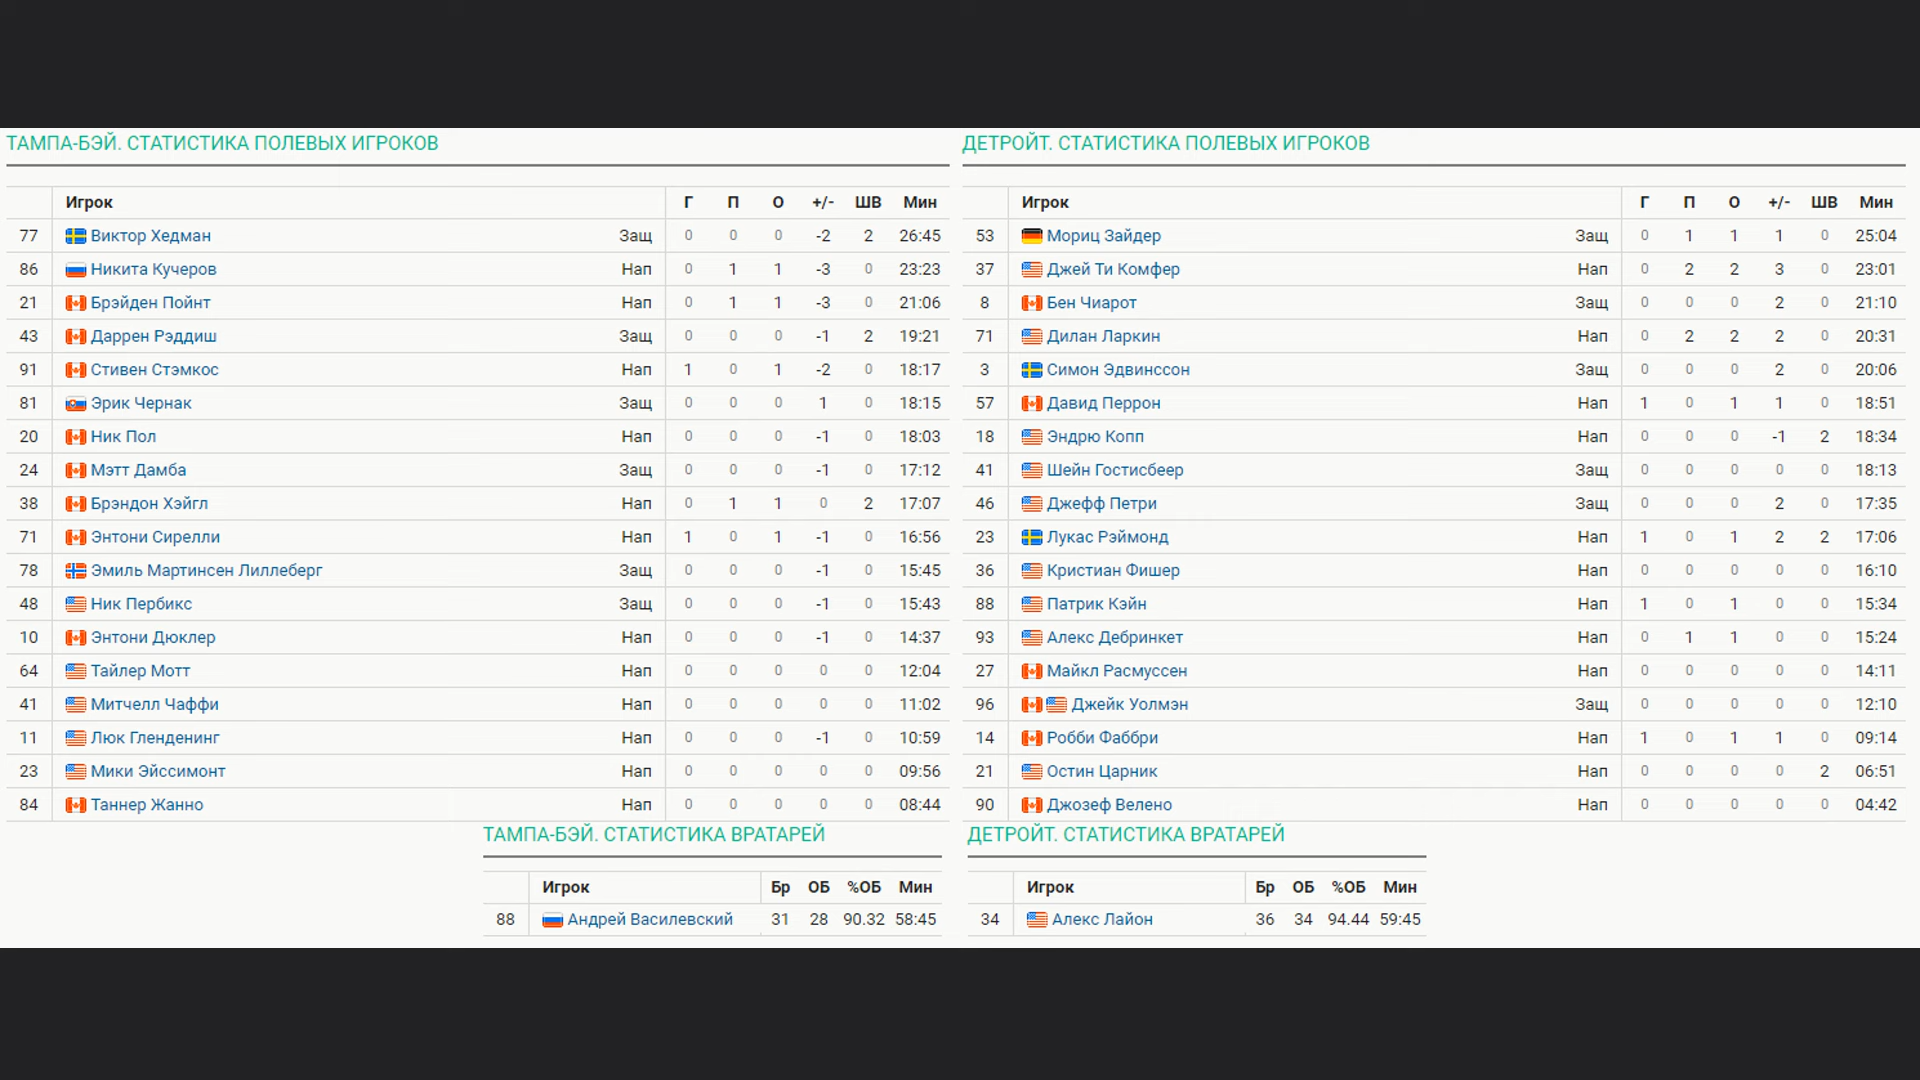 ТАМПА-БЭЙ. СТАТИСТИКА ПОЛЕВЫХ ИГРОКОВ
Игрок Г П О +/- ШВ Мин
77 Виктор Хедман Защ 0 0 0 -2 2 26:45
86 Никита Кучеров Нап 0 1 1 -3 0 23:23
21 Брэйден Пойнт Нап 0 1 1 -3 0 21:06
43 Даррен Рэддиш Защ 0 0 0 -1 2 19:21
91 Стивен Стэмкос Нап 1 0 1 -2 0 18:17
81 Эрик Чернак Защ 0 0 0 1 0 18:15
20 Ник Пол Нап 0 0 0 -1 0 18:03
24 Мэтт Дамба Защ 0 0 0 -1 0 17:12
38 Брэндон Хэйгл Нап 0 1 1 0 2 17:07
71 Энтони Сирелли Нап 1 0 1 -1 0 16:56
78 Эмиль Мартинсен Лиллеберг Защ 0 0 0 -1 0 15:45
48 Ник Пербикс Защ 0 0 0 -1 0 15:43
10 Энтони Дюклер Нап 0 0 0 -1 0 14:37
64 Тайлер Мотт Нап 0 0 0 0 0 12:04
41 Митчелл Чаффи Нап 0 0 0 0 0 11:02
11 Люк Гленденинг Нап 0 0 0 -1 0 10:59
23 Мики Эйссимонт Нап 0 0 0 0 0 09:56
84 Таннер Жанно Нап 0 0 0 0 0 08:44
ДЕТРОЙТ. СТАТИСТИКА ПОЛЕВЫХ ИГРОКОВ
Игрок Г П О +/- ШВ Мин
53 Мориц Зайдер Защ 0 1 1 1 0 25:04
37 Джей Ти Комфер Нап 0 2 2 3 0 23:01
8 Бен Чиарот Защ 0 0 0 2 0 21:10
71 Дилан Ларкин Нап 0 2 2 2 0 20:31
3 Симон Эдвинссон Защ 0 0 0 2 0 20:06
57 Давид Перрон Нап 1 0 1 1 0 18:51
18 Эндрю Копп Нап 0 0 0 -1 2 18:34
41 Шейн Гостисбеер Защ 0 0 0 0 0 18:13
46 Джефф Петри Защ 0 0 0 2 0 17:35
23 Лукас Рэймонд Нап 1 0 1 2 2 17:06
36 Кристиан Фишер Нап 0 0 0 0 0 16:10
88 Патрик Кэйн Нап 1 0 1 0 0 15:34
93 Алекс Дебринкет Нап 0 1 1 0 0 15:24
27 Майкл Расмуссен Нап 0 0 0 0 0 14:11
96 Джейк Уолмэн Защ 0 0 0 0 0 12:10
14 Робби Фаббри Нап 1 0 1 1 0 09:14
21 Остин Царник Нап 0 0 0 0 2 06:51
90 Джозеф Велено Нап 0 0 0 0 0 04:42
ТАМПА-БЭЙ. СТАТИСТИКА ВРАТАРЕЙ
Игрок Бр ОБ %ОБ Мин
88 Андрей Василевский 31 28 90.32 58:45
ДЕТРОЙТ. СТАТИСТИКА ВРАТАРЕЙ
Игрок Бр ОБ %ОБ Мин
34 Алекс Лайон 36 34 94.44 59:45